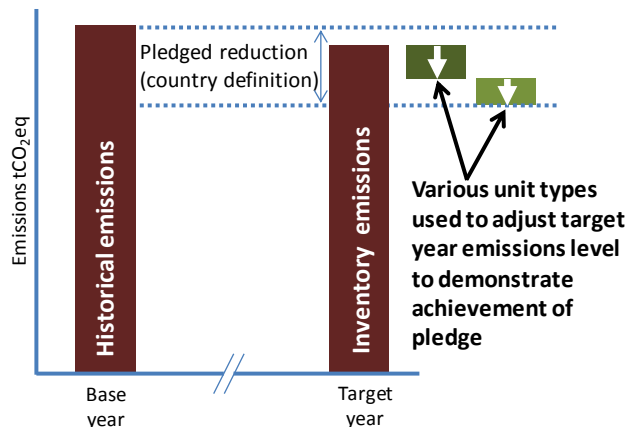 Emissions tCO₂eq
Historical emissions
Pledged reduction
(country definition)
Inventory emissions
Various unit types
used to adjust target
year emissions level
to demonstrate
achievement of
pledge
Base
year
Target
year